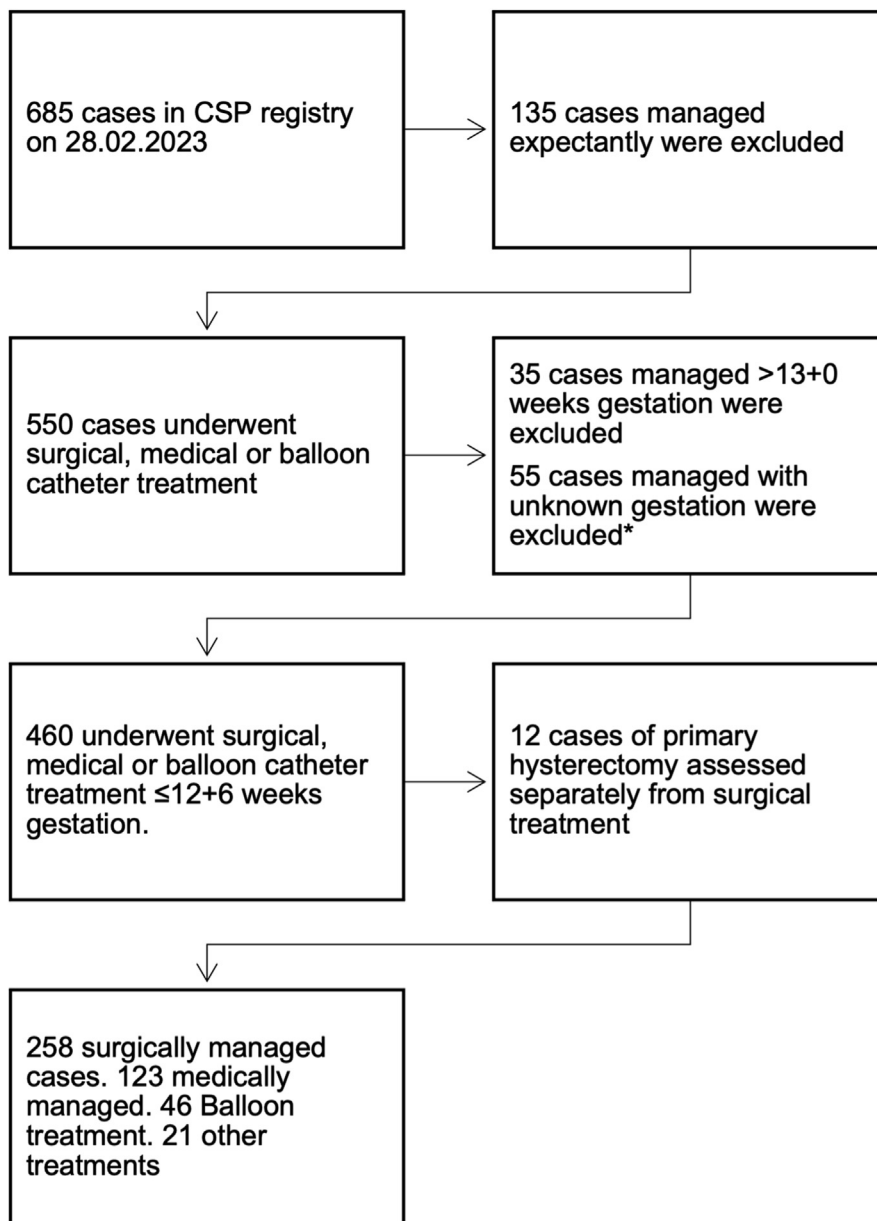 685 cases in CSP registry
on 28.02.2023
135 cases managed
expectantly were excluded
550 cases underwent
surgical, medical or balloon
catheter treatment
35 cases managed >13+0
weeks gestation were
excluded
55 cases managed with
unknown gestation were
excluded*
460 underwent surgical,
medical or balloon catheter
treatment ≤12+6 weeks
gestation.
12 cases of primary
hysterectomy assessed
separately from surgical
treatment
258 surgically managed
cases. 123 medically
managed. 46 Balloon
treatment. 21 other
treatments